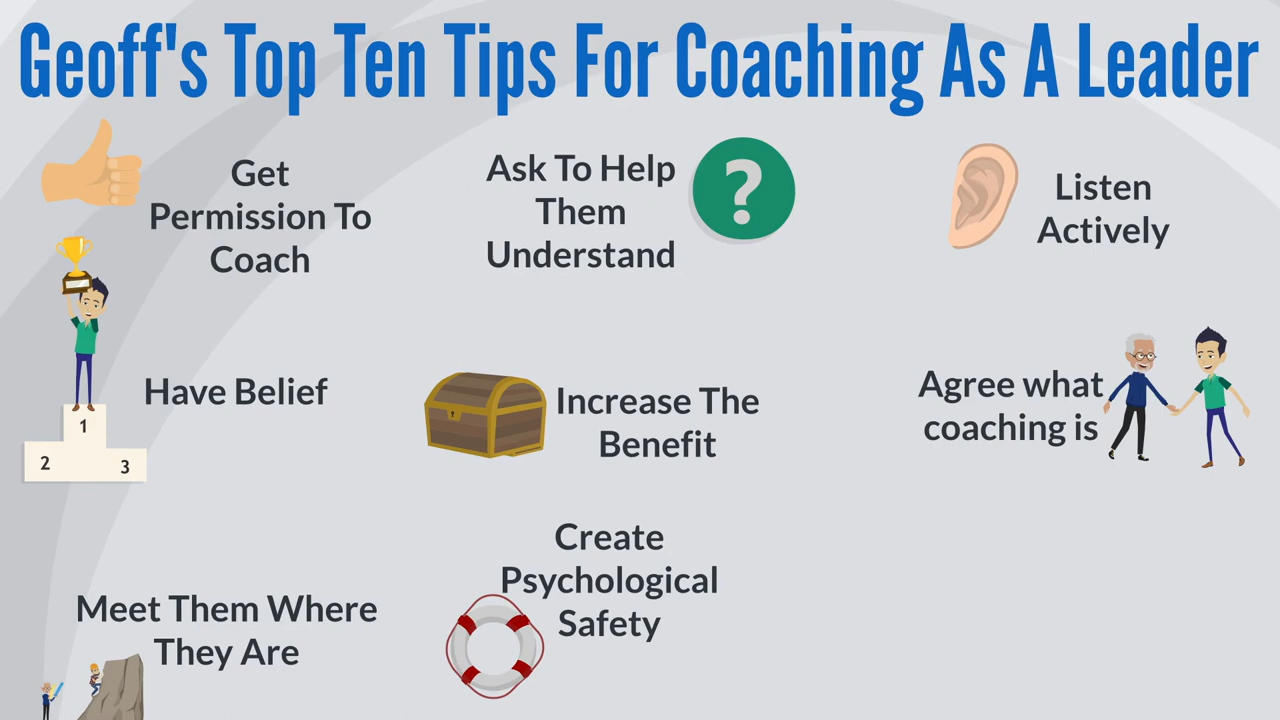 Geoff's Top Ten Tips For Coaching As A Leader
Get
Permission To
Coach
Ask To Help
Them
Understand
?
Listen
Actively
Have Belief
1
2
3
Increase The
Benefit
Agree what
coaching is
Meet Them Where
They Are
Create
Psychological
Safety